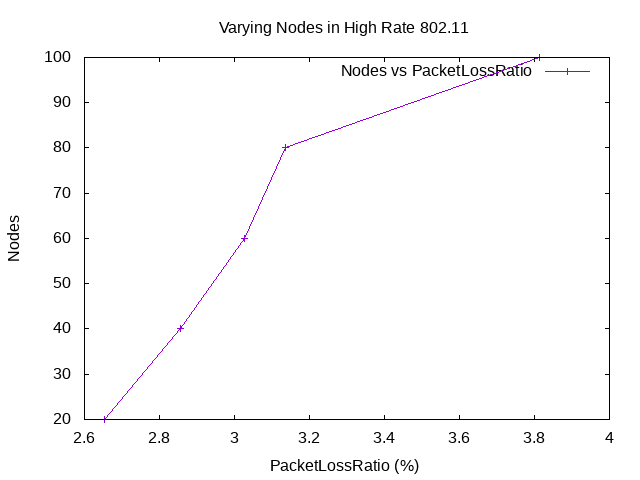 Varying Nodes in High Rate 802.11
Nodes vs PacketLossRatio
100
90
80
70
60
50
40
30
20
Nodes
2.6 2.8 3 3.2 3.4 3.6 3.8 4
PacketLossRatio (%)